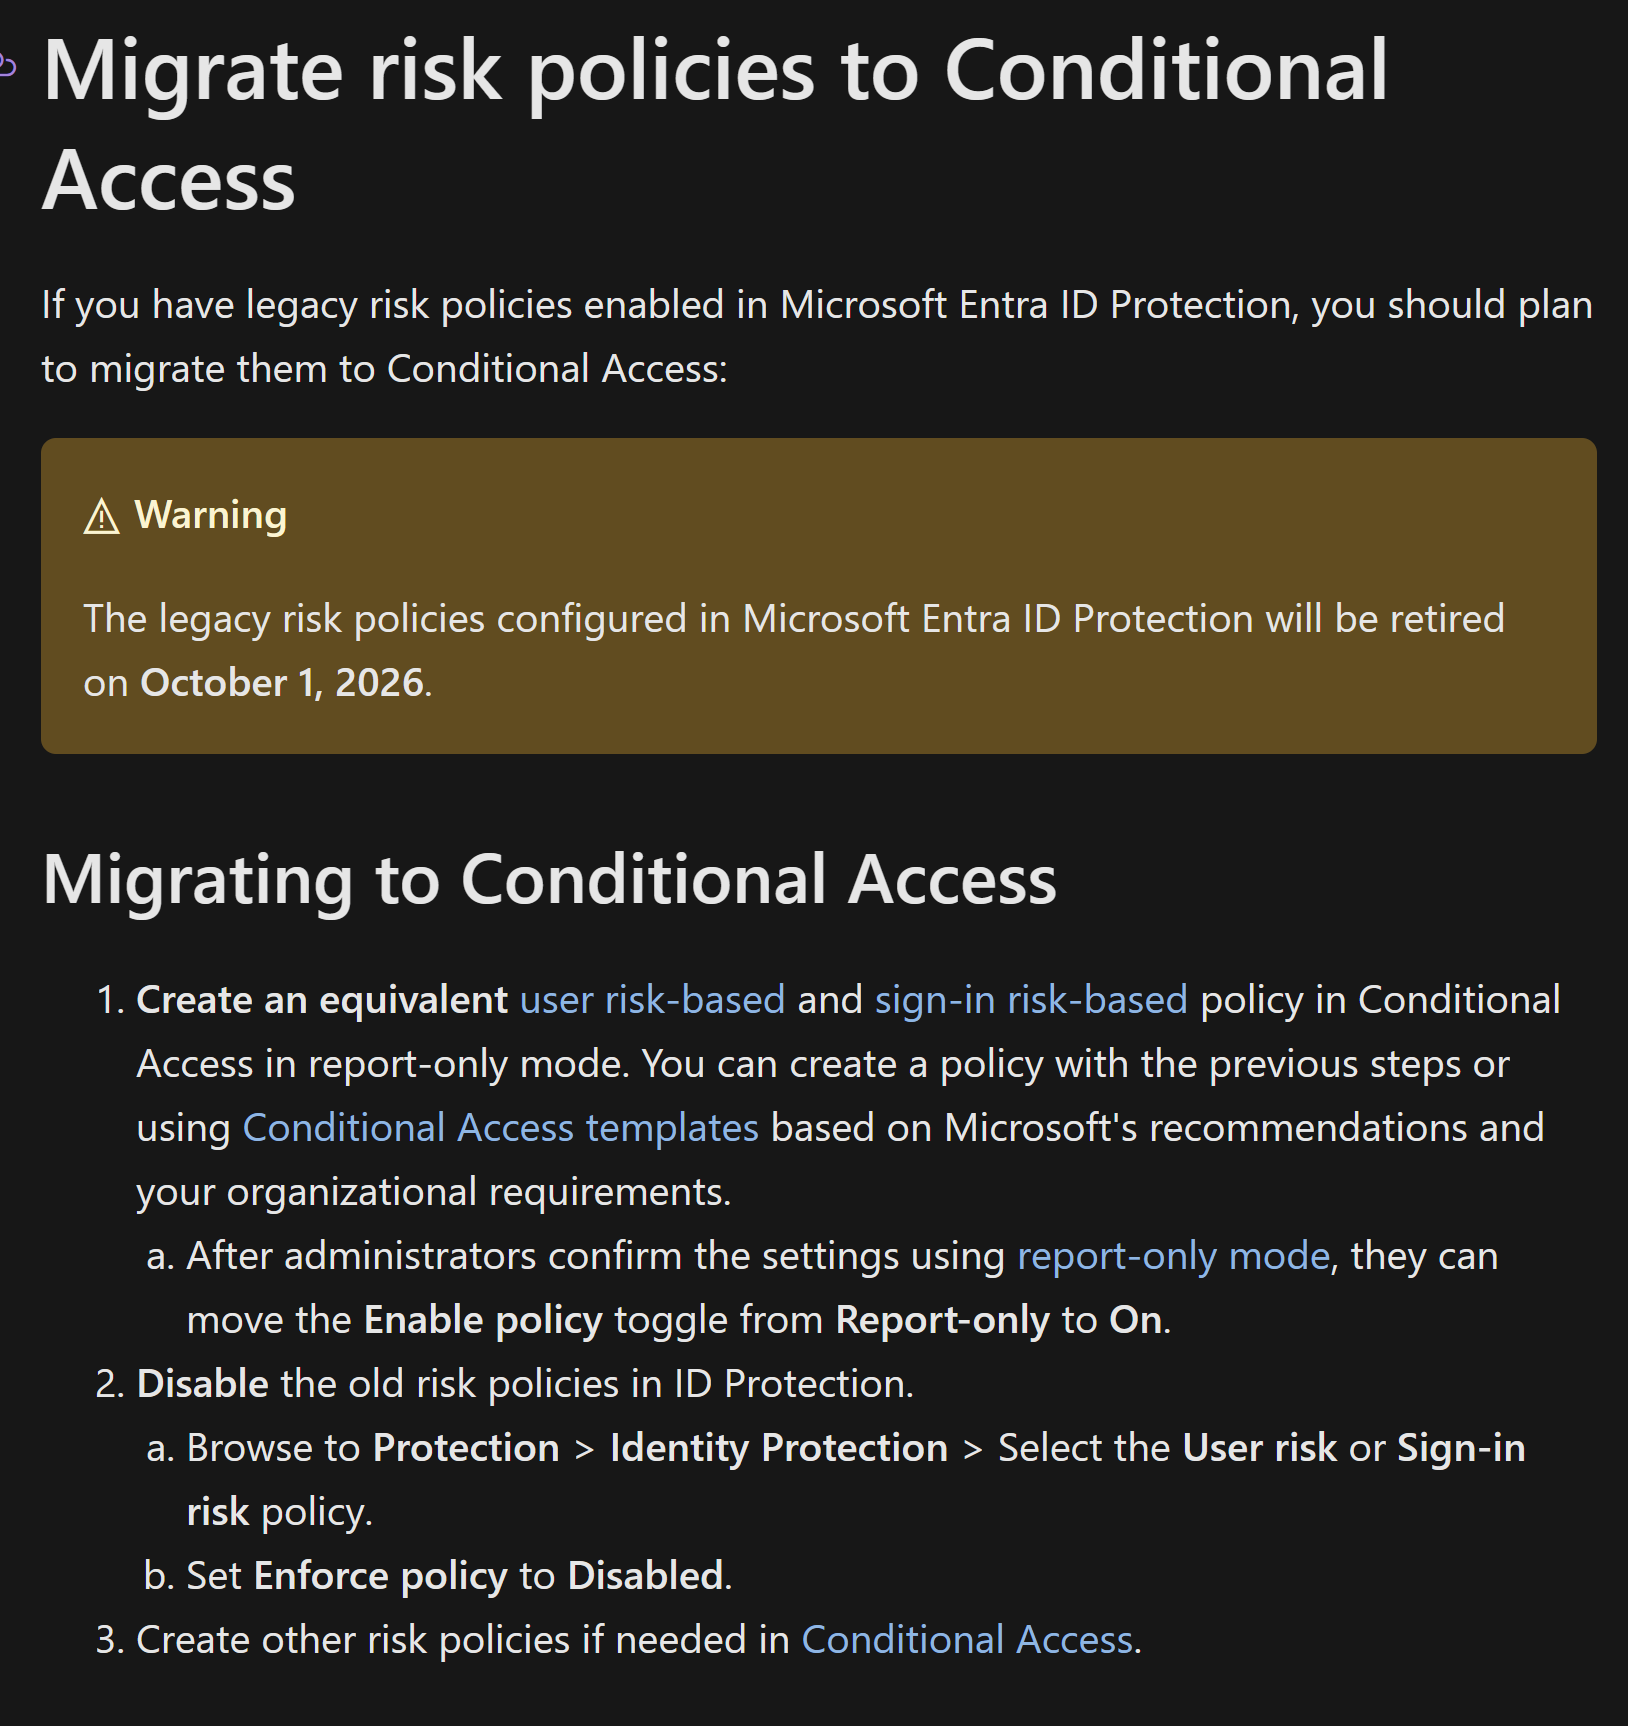 Migrate risk policies to Conditional
Access
If you have legacy risk policies enabled in Microsoft Entra ID Protection, you should plan
to migrate them to Conditional Access:
⚠ Warning
The legacy risk policies configured in Microsoft Entra ID Protection will be retired
on October 1, 2026.
Migrating to Conditional Access
1. Create an equivalent user risk-based and sign-in risk-based policy in Conditional
Access in report-only mode. You can create a policy with the previous steps or
using Conditional Access templates based on Microsoft's recommendations and
your organizational requirements.
a. After administrators confirm the settings using report-only mode, they can
move the Enable policy toggle from Report-only to On.
2. Disable the old risk policies in ID Protection.
a. Browse to Protection > Identity Protection > Select the User risk or Sign-in
risk policy.
b. Set Enforce policy to Disabled.
3. Create other risk policies if needed in Conditional Access.